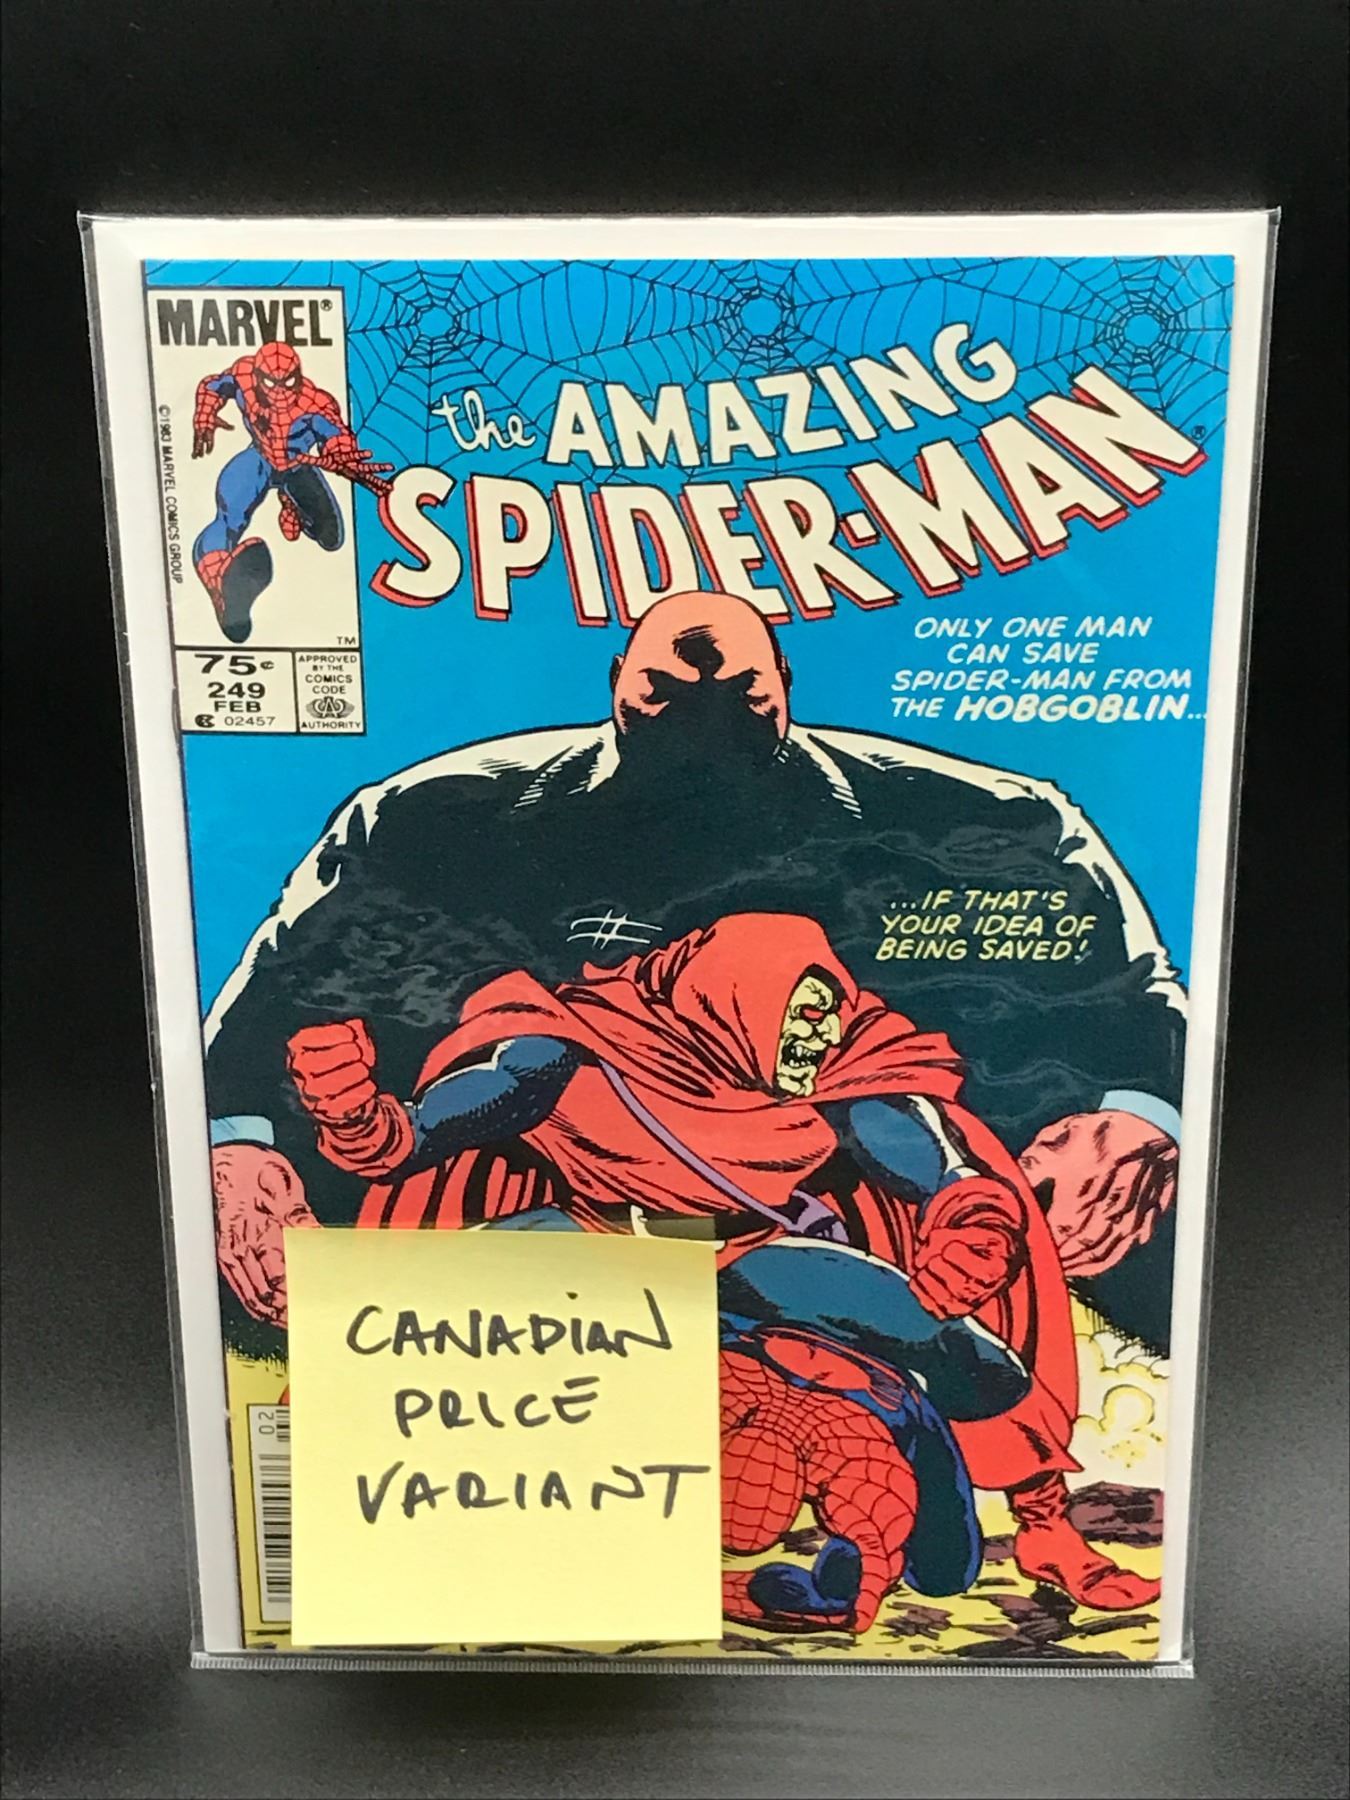 MARVEL®
©1983 MARVEL COMICS GROUP
TM
75¢
249
FEB
02457
APPROVED
BY THE
COMICS
CODE
A
AUTHORITY
the AMAZING
SPIDER-MAN®
ONLY ONE MAN
CAN SAVE
SPIDER-MAN FROM
THE HOBGOBLIN...
...IF THAT'S
YOUR IDEA OF
BEING SAVED!
CANADIAN
PRICE
VARIANT
02